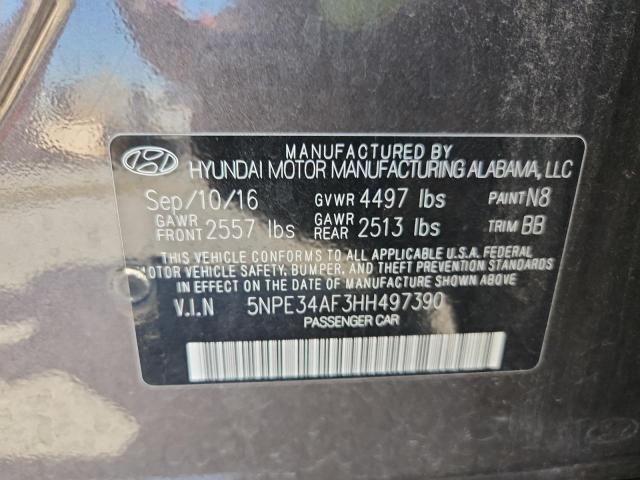 MANUFACTURED BY
HYUNDAI MOTOR MANUFACTURING ALABAMA, LLC
Sep/10/16 GVWR 4497 lbs PAINT N8
GAWR FRONT 2557 lbs GAWR REAR 2513 lbs TRIM BB
THIS VEHICLE CONFORMS TO ALL APPLICABLE U.S.A. FEDERAL
MOTOR VEHICLE SAFETY, BUMPER, AND THEFT PREVENTION STANDARDS
IN EFFECT ON THE DATE OF MANUFACTURE SHOWN ABOVE
V.I.N 5NPE34AF3HH497390
PASSENGER CAR